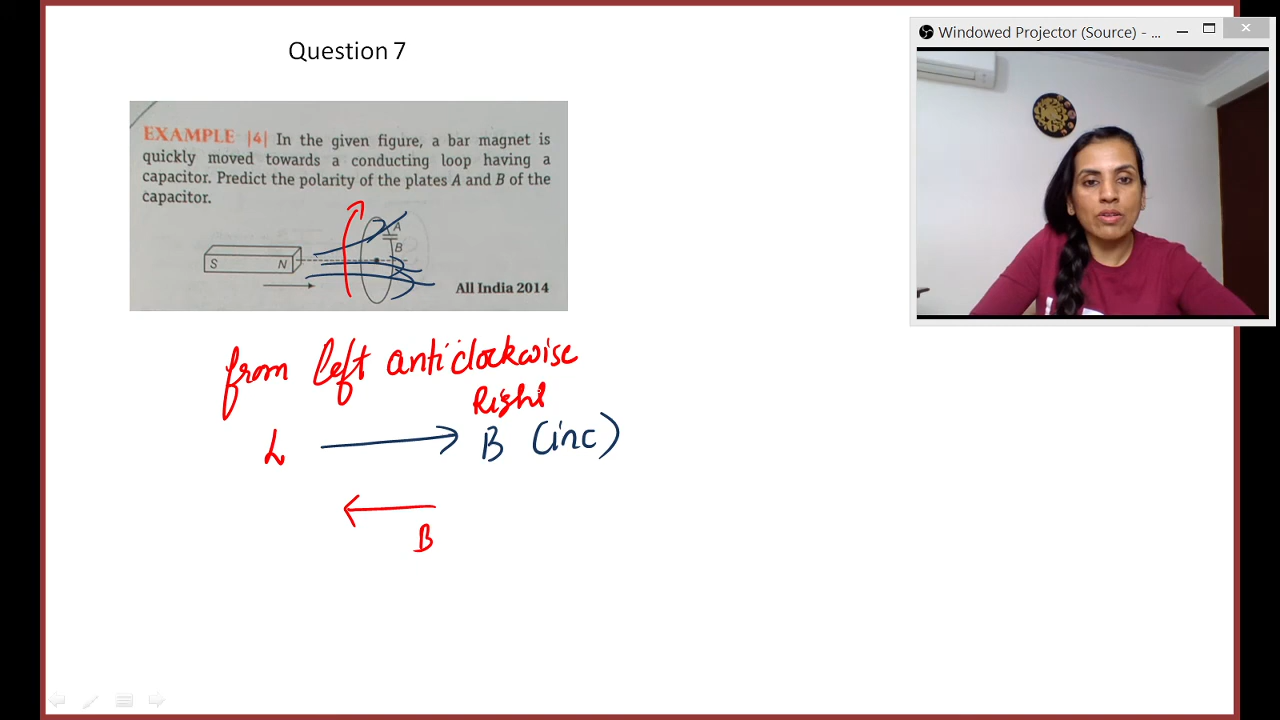 Question 7
Windowed Projector (Source) - ...
EXAMPLE |4| In the given figure, a bar magnet is
quickly moved towards a conducting loop having a
capacitor. Predict the polarity of the plates A and B of the
capacitor.
A
B
S N
All India 2014
from left anticlockwise
Right
L B (inc)
B